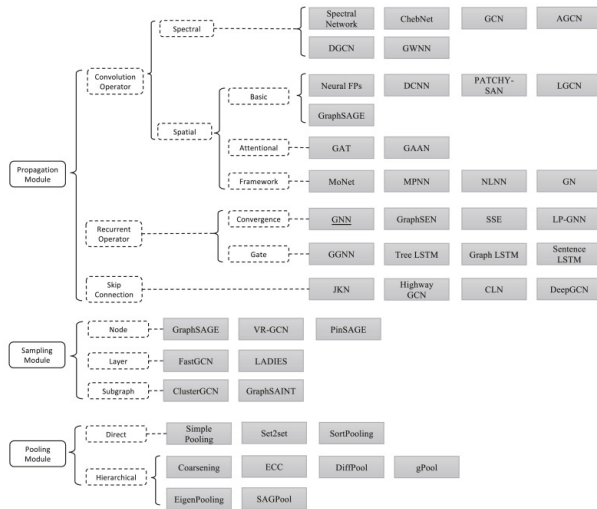 Propagation Module
Convolution Operator
Spectral
Spectral Network
ChebNet
GCN
AGCN
DGCN
GWNN
Spatial
Basic
Neural FPs
DCNN
PATCHY-SAN
LGCN
GraphSAGE
Attentional
GAT
GAAN
Framework
MoNet
MPNN
NLNN
GN
Recurrent Operator
Convergence
GNN
GraphSEN
SSE
LP-GNN
Gate
GGNN
Tree LSTM
Graph LSTM
Sentence LSTM
Skip Connection
JKN
Highway GCN
CLN
DeepGCN
Sampling Module
Node
GraphSAGE
VR-GCN
PinSAGE
Layer
FastGCN
LADIES
Subgraph
ClusterGCN
GraphSAINT
Pooling Module
Direct
Simple Pooling
Set2set
SortPooling
Hierarchical
Coarsening
ECC
DiffPool
gPool
EigenPooling
SAGPool